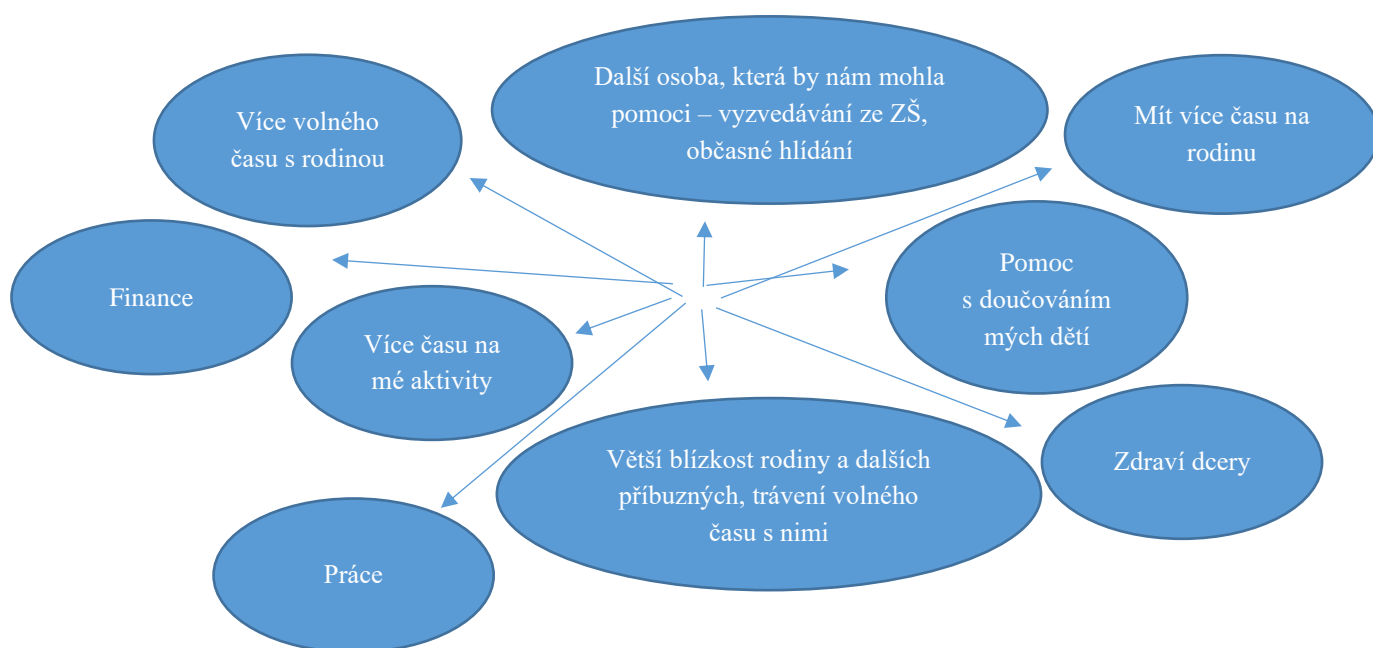 Další osoba, která by nám mohla
pomoci – vyzvedávání ze ZŠ,
občasné hlídání
Více volného
času s rodinou
Mít více času na
rodinu
Finance
Pomoc
s doučováním
mých dětí
Více času na
mé aktivity
Větší blízkost rodiny a dalších
příbuzných, trávení volného
času s nimi
Zdraví dcery
Práce